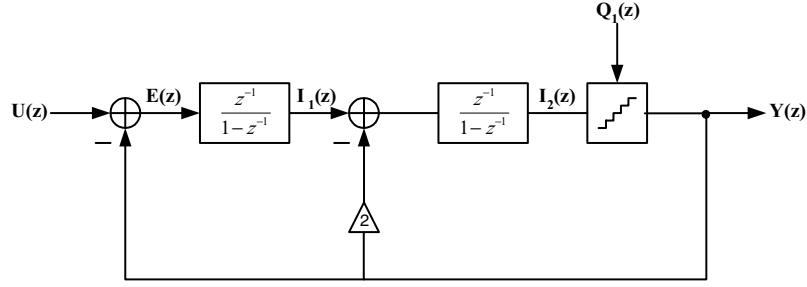 Q₁(z)
U(z)
E(z)
z⁻¹
1 − z⁻¹
I₁(z)
z⁻¹
1 − z⁻¹
I₂(z)
Y(z)
−
−
2